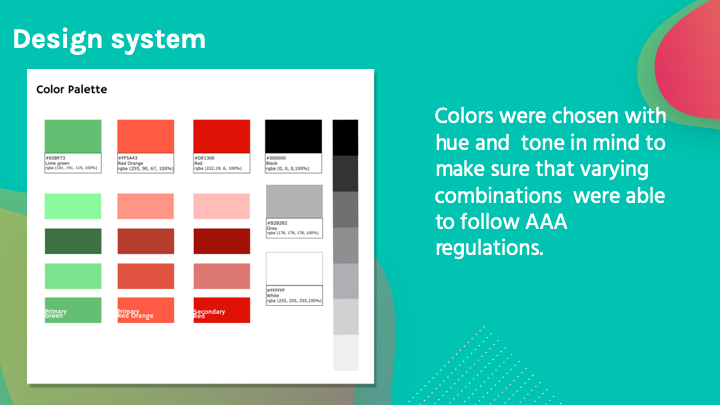 Design system
Color Palette
#65BF73
Lime green
rgba (101, 191, 115, 100%)
#FF5A43
Red Orange
rgba (255, 90, 67, 100%)
#DE1306
Red
rgba (222,19, 6, 100%)
#000000
Black
rgba (0, 0, 0,100%)
#B2B2B2
Grey
rgba (178, 178, 178, 100%)
#FFFFFF
White
rgba (255, 255, 255,100%)
Primary
Green
Primary
Red Orange
Secondary
Red
Colors were chosen with
hue and  tone in mind to
make sure that varying
combinations  were able
to follow AAA
regulations.